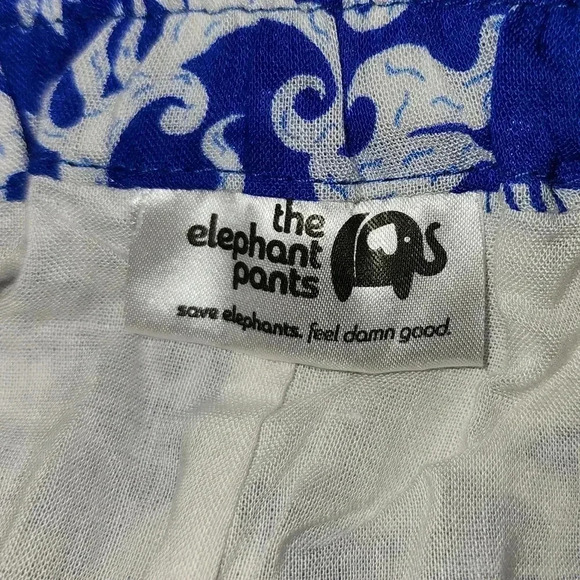 the
elephant
pants
save elephants. feel damn good.